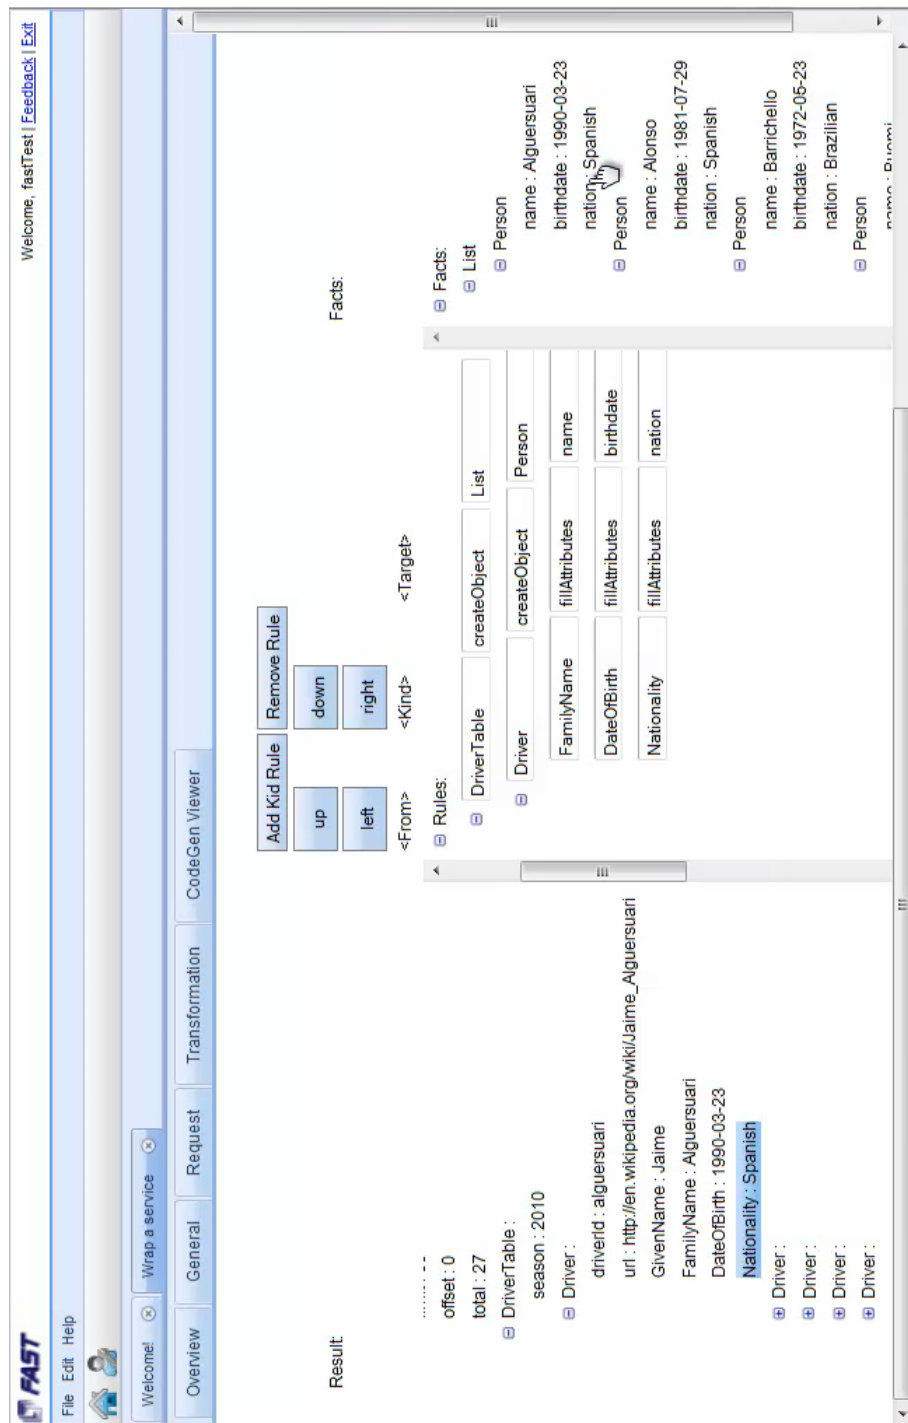 FAST
Welcome, fastTest | Feedback | Exit
File Edit Help
Welcome!
Wrap a service
Overview
General
Request
Transformation
CodeGen Viewer
Add Kid Rule
Remove Rule
up
down
left
right
Result:
Facts:
<From>
<Kind>
<Target>
offset : 0
total : 27
DriverTable :
season : 2010
Driver :
driverId : alguersuari
url : http://en.wikipedia.org/wiki/Jaime_Alguersuari
GivenName : Jaime
FamilyName : Alguersuari
DateOfBirth : 1990-03-23
Nationality : Spanish
Driver :
Driver :
Driver :
Driver :
Rules:
DriverTable createObject List
Driver createObject Person
FamilyName fillAttributes name
DateOfBirth fillAttributes birthdate
Nationality fillAttributes nation
Facts:
List
Person
name : Alguersuari
birthdate : 1990-03-23
nation : Spanish
Person
name : Alonso
birthdate : 1981-07-29
nation : Spanish
Person
name : Barrichello
birthdate : 1972-05-23
nation : Brazilian
Person